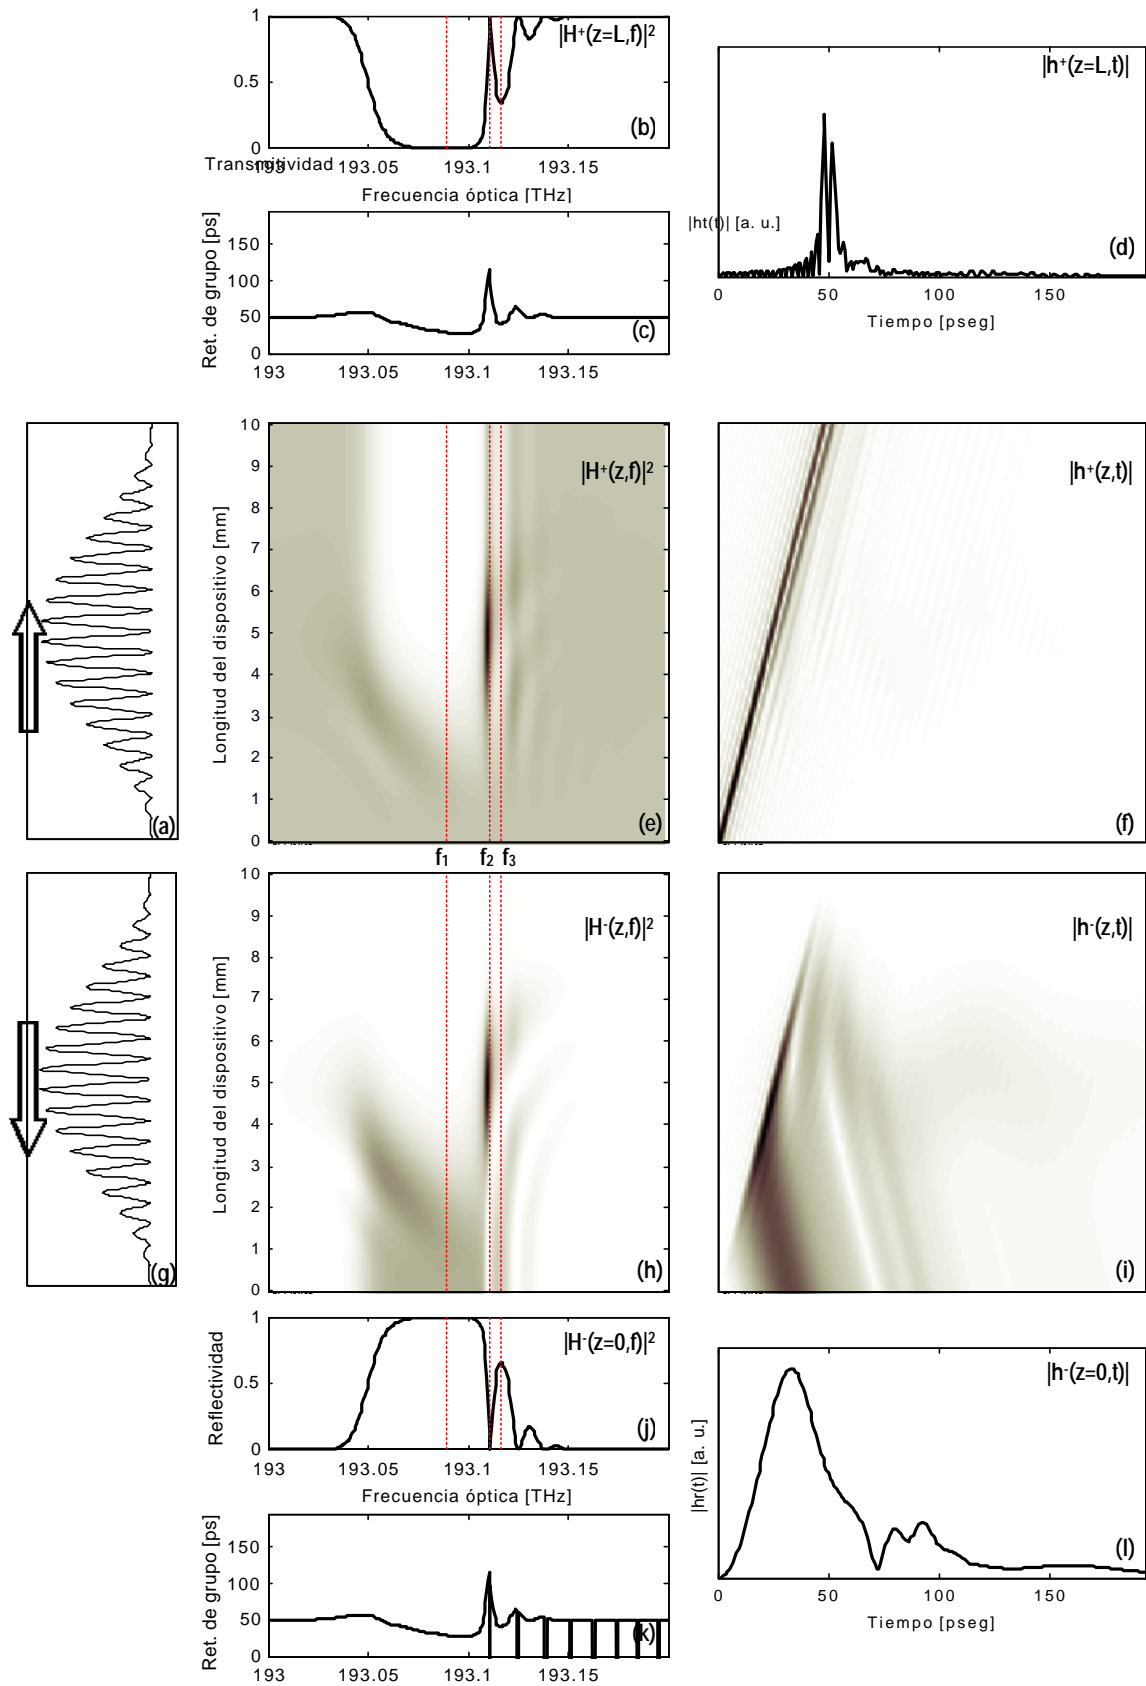 1
|H⁺(z=L,f)|²
0.5
(b)
0
Transmitividad
193
193.05
193.1
193.15
Frecuencia óptica [THz]
|h⁺(z=L,t)|
|ht(t)| [a. u.]
(d)
0
50
100
150
Tiempo [pseg]
Ret. de grupo [ps]
150
100
50
0
(c)
193
193.05
193.1
193.15
(a)
Longitud del dispositivo [mm]
10
9
8
7
6
5
4
3
2
1
0
|H⁺(z,f)|²
(e)
|h⁺(z,t)|
(f)
f₁
f₂
f₃
(g)
Longitud del dispositivo [mm]
10
9
8
7
6
5
4
3
2
1
0
|H⁻(z,f)|²
(h)
|h⁻(z,t)|
(i)
Reflectividad
1
0.5
0
|H⁻(z=0,f)|²
(j)
193
193.05
193.1
193.15
Frecuencia óptica [THz]
|h⁻(z=0,t)|
|hr(t)| [a. u.]
(l)
0
50
100
150
Tiempo [pseg]
Ret. de grupo [ps]
150
100
50
0
(k)
193
193.05
193.1
193.15